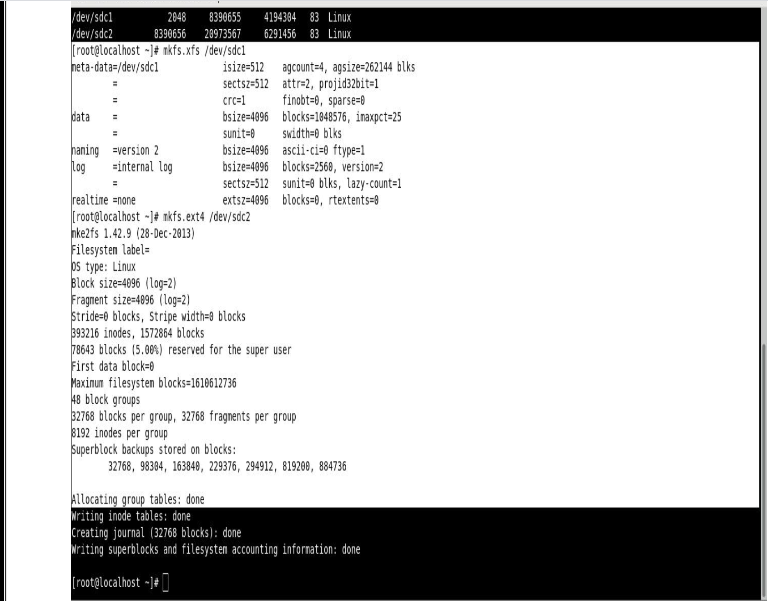 /dev/sdc1 2048 8390655 4194304 83 Linux
/dev/sdc2 8390656 20973567 6291456 83 Linux
[root@localhost ~]# mkfs.xfs /dev/sdc1
meta-data=/dev/sdc1 isize=512 agcount=4, agsize=262144 blks
= sectsz=512 attr=2, projid32bit=1
= crc=1 finobt=0, sparse=0
data = bsize=4096 blocks=1048576, imaxpct=25
= sunit=0 swidth=0 blks
naming =version 2 bsize=4096 ascii-ci=0 ftype=1
log =internal log bsize=4096 blocks=2560, version=2
= sectsz=512 sunit=0 blks, lazy-count=1
realtime =none extsz=4096 blocks=0, rtextents=0
[root@localhost ~]# mkfs.ext4 /dev/sdc2
mke2fs 1.42.9 (28-Dec-2013)
Filesystem label=
OS type: Linux
Block size=4096 (log=2)
Fragment size=4096 (log=2)
Stride=0 blocks, Stripe width=0 blocks
393216 inodes, 1572864 blocks
78643 blocks (5.00%) reserved for the super user
First data block=0
Maximum filesystem blocks=1610612736
48 block groups
32768 blocks per group, 32768 fragments per group
8192 inodes per group
Superblock backups stored on blocks:
32768, 98304, 163840, 229376, 294912, 819200, 884736
Allocating group tables: done
Writing inode tables: done
Creating journal (32768 blocks): done
Writing superblocks and filesystem accounting information: done
[root@localhost ~]#